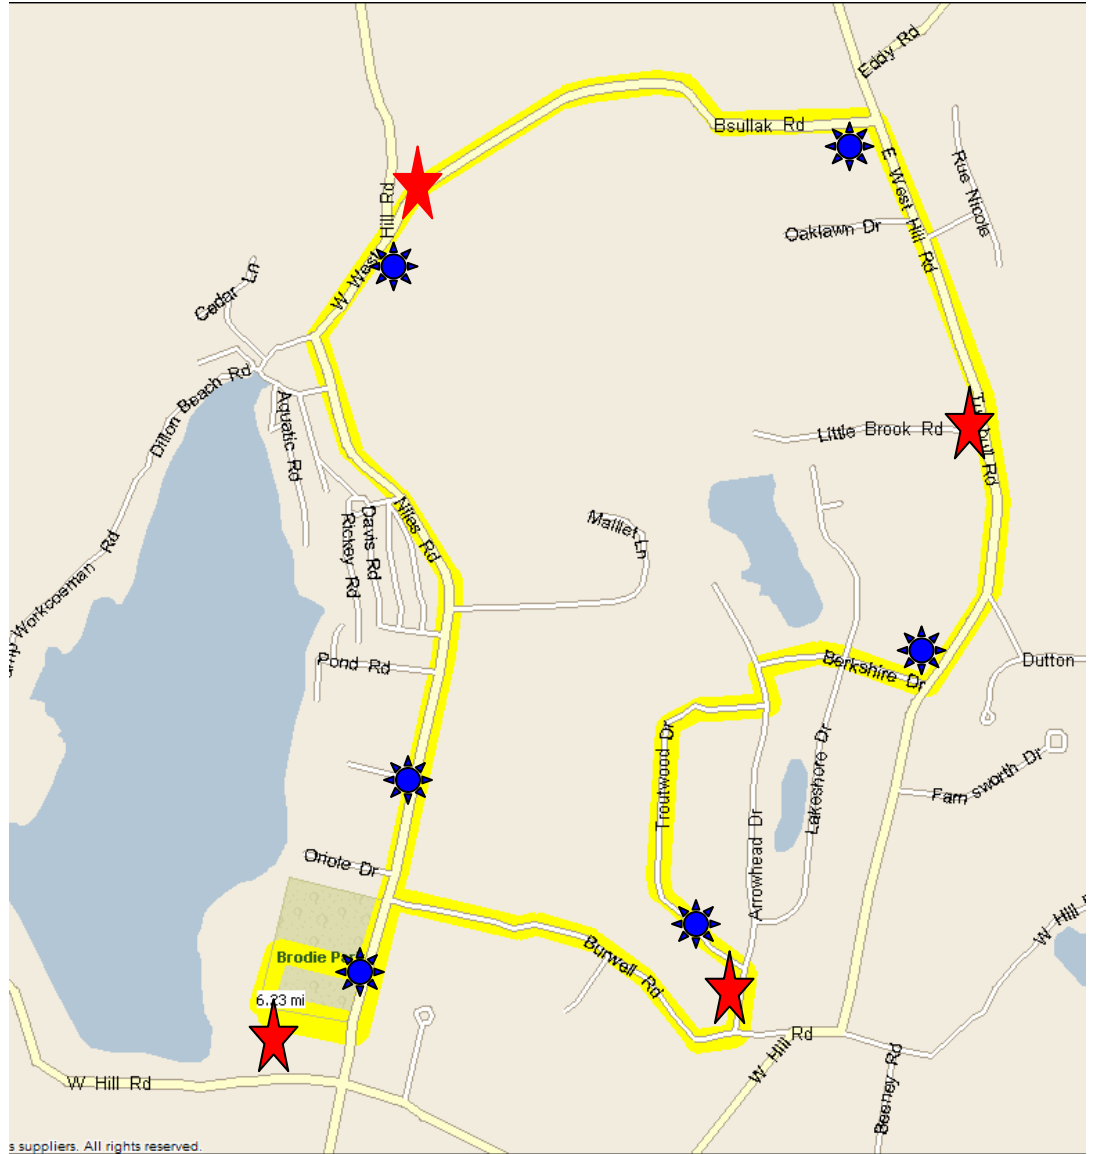 Eddy Rd
Bsullak Rd
E West Hill Rd
Rue Nicole
Oaklawn Dr
Hill Rd
W West
Cedar Ln
Dillon Beach Rd
Aquatic Rd
Little Brook Rd
Niles Rd
Maillet Ln
Davis Rd
Rickey Rd
Rd
Pond Rd
Berkshire Dr
Dutton
Troutwood Dr
Lakeshore Dr
Farnsworth Dr
Arrowhead Dr
Oriole Dr
W Hill
Brodie
Burwell Rd
6.23 mi
W Hill Rd
W Hill Rd
Beeney Rd
s suppliers. All rights reserved.